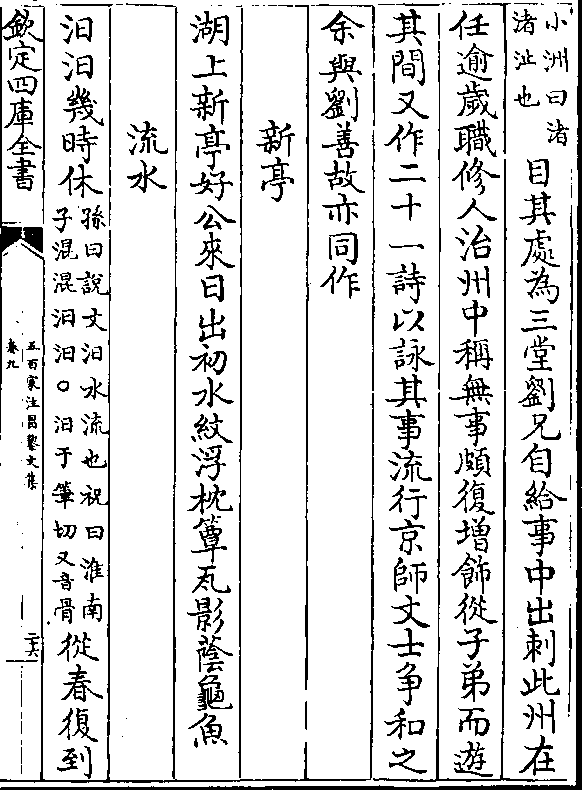 小洲曰渚
渚沚也
目其處為三堂劉兄自給事中出刺此州在
任逾歲職修人治州中稱無事頗復增飾從子弟而遊
其間又作二十一詩以詠其事流行京師文士争和之
余與劉善故亦同作
新亭
湖上新亭好公來日出初水紋浮枕簟瓦影蔭龜魚
流水
汩汩幾時休
孫曰說文汩水流也祝曰淮南
子混混汩汩○汩于筆切又音骨
從春復到
欽定四庫全書
五百家注昌黎文集
卷九
二十六